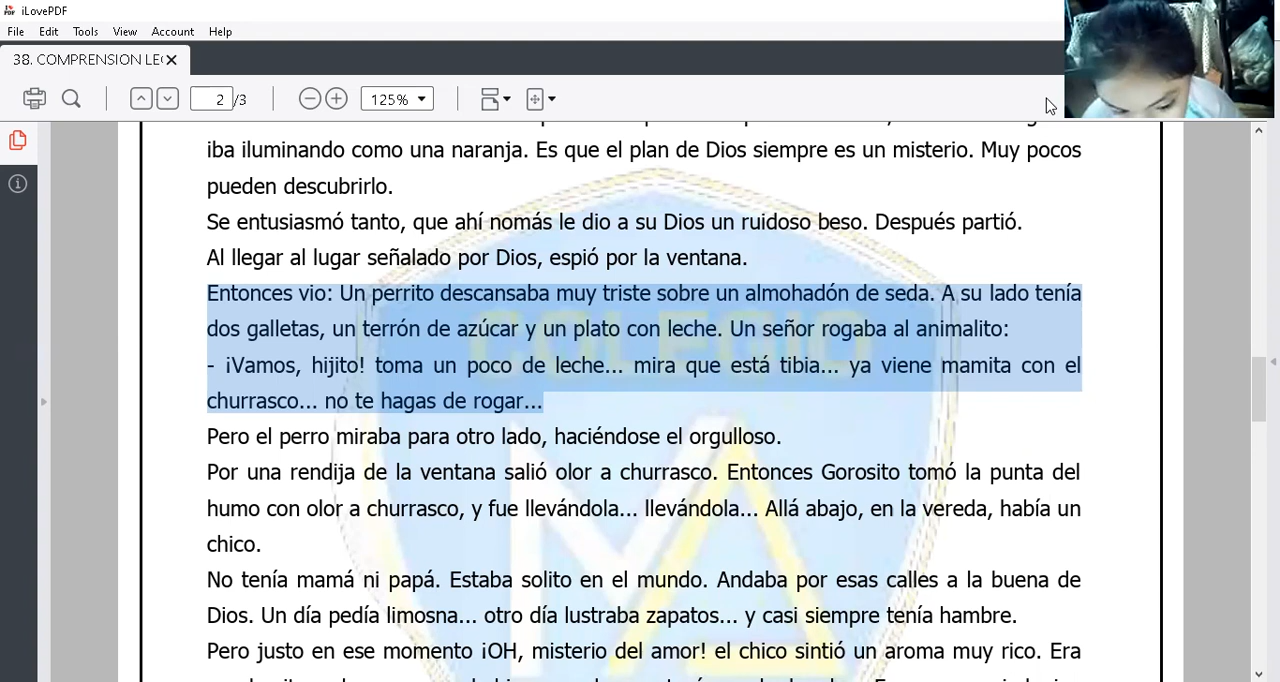 iLovePDF
File Edit Tools View Account Help
38. COMPRENSION LE
2 /3
125%
iba iluminando como una naranja. Es que el plan de Dios siempre es un misterio. Muy pocos
pueden descubrirlo.
Se entusiasmó tanto, que ahí nomás le dio a su Dios un ruidoso beso. Después partió.
Al llegar al lugar señalado por Dios, espió por la ventana.
Entonces vio: Un perrito descansaba muy triste sobre un almohadón de seda. A su lado tenía
dos galletas, un terrón de azúcar y un plato con leche. Un señor rogaba al animalito:
- ¡Vamos, hijito! toma un poco de leche... mira que está tibia... ya viene mamita con el
churrasco... no te hagas de rogar...
Pero el perro miraba para otro lado, haciéndose el orgulloso.
Por una rendija de la ventana salió olor a churrasco. Entonces Gorosito tomó la punta del
humo con olor a churrasco, y fue llevándola... llevándola... Allá abajo, en la vereda, había un
chico.
No tenía mamá ni papá. Estaba solito en el mundo. Andaba por esas calles a la buena de
Dios. Un día pedía limosna... otro día lustraba zapatos... y casi siempre tenía hambre.
Pero justo en ese momento ¡OH, misterio del amor! el chico sintió un aroma muy rico. Era
COLEGIO